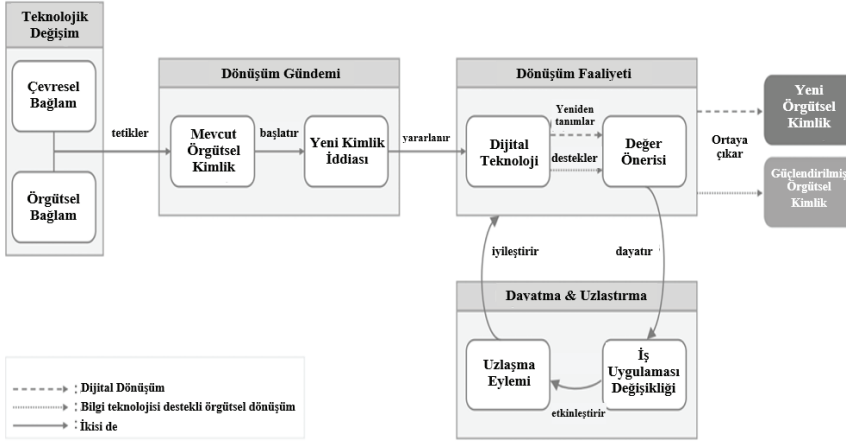 Teknolojik
Değişim
Çevresel
Bağlam
Örgütsel
Bağlam
tetikler
Dönüşüm Gündemi
Mevcut
Örgütsel
Kimlik
başlatır
Yeni Kimlik
İddiası
yararlanır
Dönüşüm Faaliyeti
Dijital
Teknoloji
Yeniden
tanımlar
destekler
Değer
Önerisi
Ortaya
çıkar
Yeni
Örgütsel
Kimlik
Güçlendirilmiş
Örgütsel
Kimlik
iyileştirir
dayatır
Davatma & Uzlastırma
Uzlaşma
Eylemi
etkinleştirir
İş
Uygulaması
Değişikliği
: Dijital Dönüşüm
: Bilgi teknolojisi destekli örgütsel dönüşüm
: İkisi de